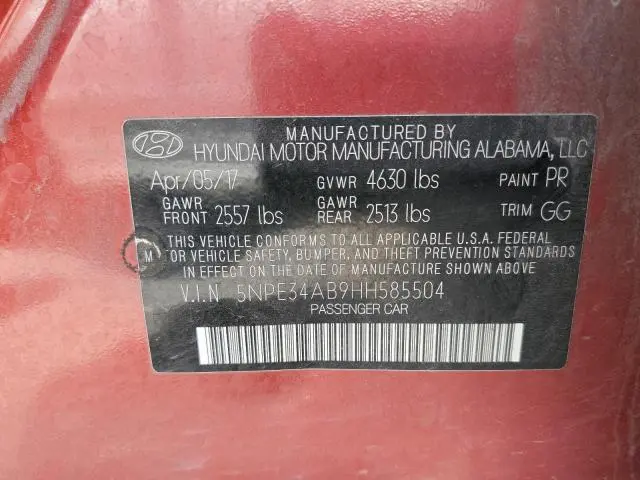 MANUFACTURED BY
HYUNDAI MOTOR MANUFACTURING ALABAMA, LLC
Apr/05/17 GVWR 4630 lbs PAINT PR
GAWR FRONT 2557 lbs GAWR REAR 2513 lbs TRIM GG
THIS VEHICLE CONFORMS TO ALL APPLICABLE U.S.A. FEDERAL
M MOTOR VEHICLE SAFETY, BUMPER, AND THEFT PREVENTION STANDARDS
IN EFFECT ON THE DATE OF MANUFACTURE SHOWN ABOVE.
V.I.N. 5NPE34AB9HH585504
PASSENGER CAR